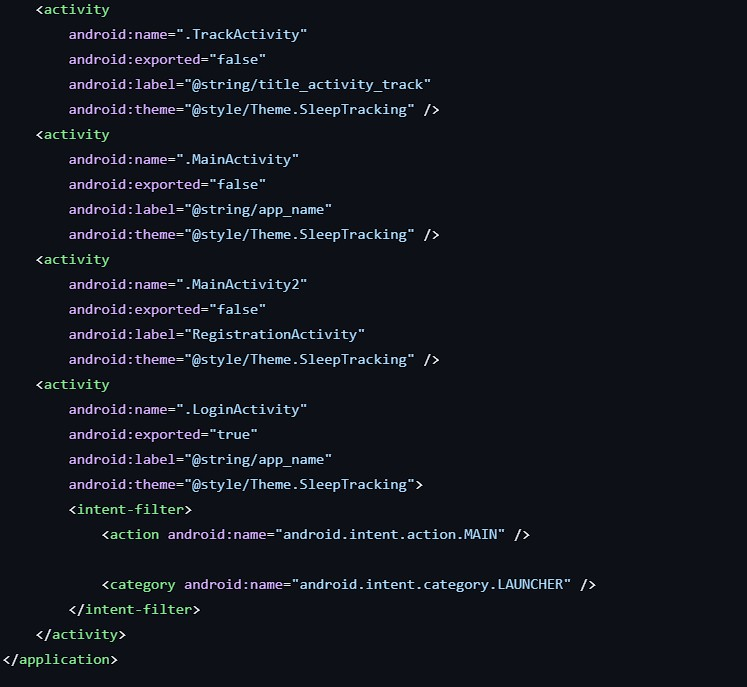 <activity
android:name=".TrackActivity"
android:exported="false"
android:label="@string/title_activity_track"
android:theme="@style/Theme.SleepTracking" />
<activity
android:name=".MainActivity"
android:exported="false"
android:label="@string/app_name"
android:theme="@style/Theme.SleepTracking" />
<activity
android:name=".MainActivity2"
android:exported="false"
android:label="RegistrationActivity"
android:theme="@style/Theme.SleepTracking" />
<activity
android:name=".LoginActivity"
android:exported="true"
android:label="@string/app_name"
android:theme="@style/Theme.SleepTracking">
<intent-filter>
<action android:name="android.intent.action.MAIN" />
<category android:name="android.intent.category.LAUNCHER" />
</intent-filter>
</activity>
</application>